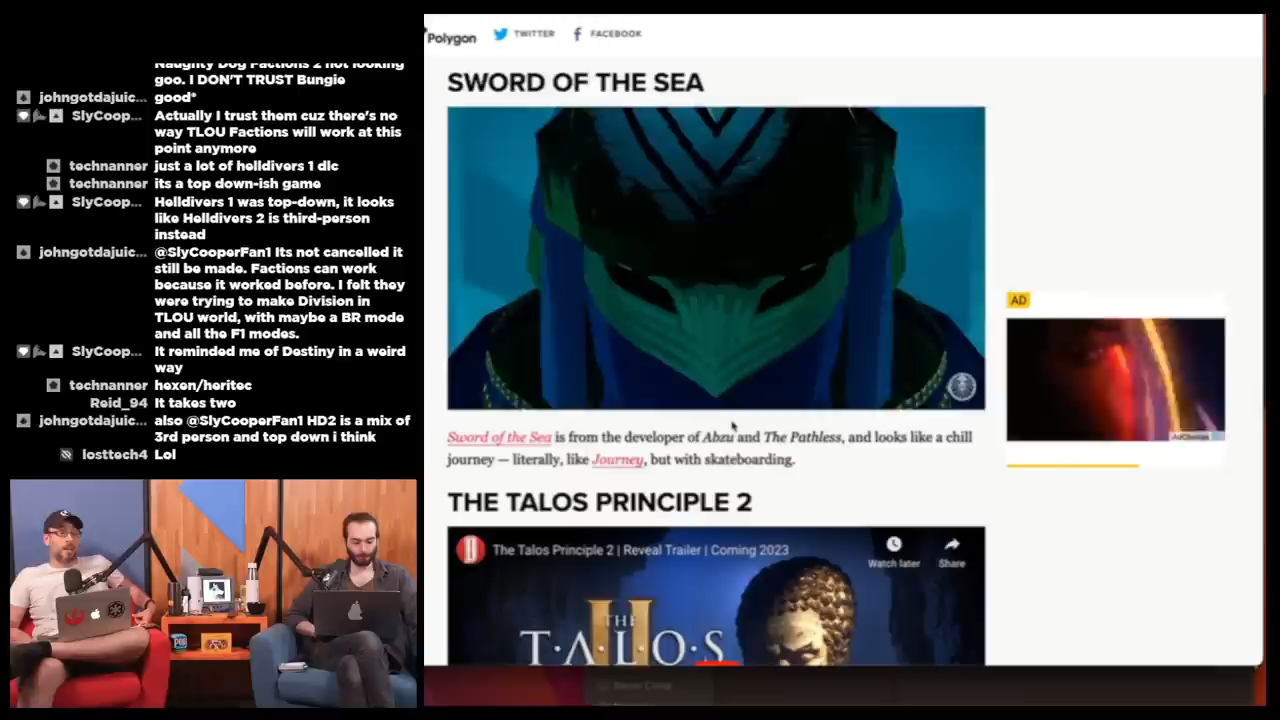 Naughty Dog Factions 2 not looking
goo. I DON'T TRUST Bungie
johngotdajuic... good*
SlyCoop... Actually I trust them cuz there's no
way TLOU Factions will work at this
point anymore
technanner just a lot of helldivers 1 dlc
technanner its a top down-ish game
SlyCoop... Helldivers 1 was top-down, it looks
like Helldivers 2 is third-person
instead
johngotdajuic... @SlyCooperFan1 Its not cancelled it
still be made. Factions can work
because it worked before. I felt they
were trying to make Division in
TLOU world, with maybe a BR mode
and all the F1 modes.
SlyCoop... It reminded me of Destiny in a weird
way
technanner hexen/heritec
Reid_94 It takes two
johngotdajuic... also @SlyCooperFan1 HD2 is a mix of
3rd person and top down i think
losttech4 Lol
Polygon TWITTER FACEBOOK
SWORD OF THE SEA
AD
Sword of the Sea is from the developer of Abzu and The Pathless, and looks like a chill
journey — literally, like Journey, but with skateboarding.
THE TALOS PRINCIPLE 2
The Talos Principle 2 | Reveal Trailer | Coming 2023
Watch later
Share
II
THE
T·A·L·O·S